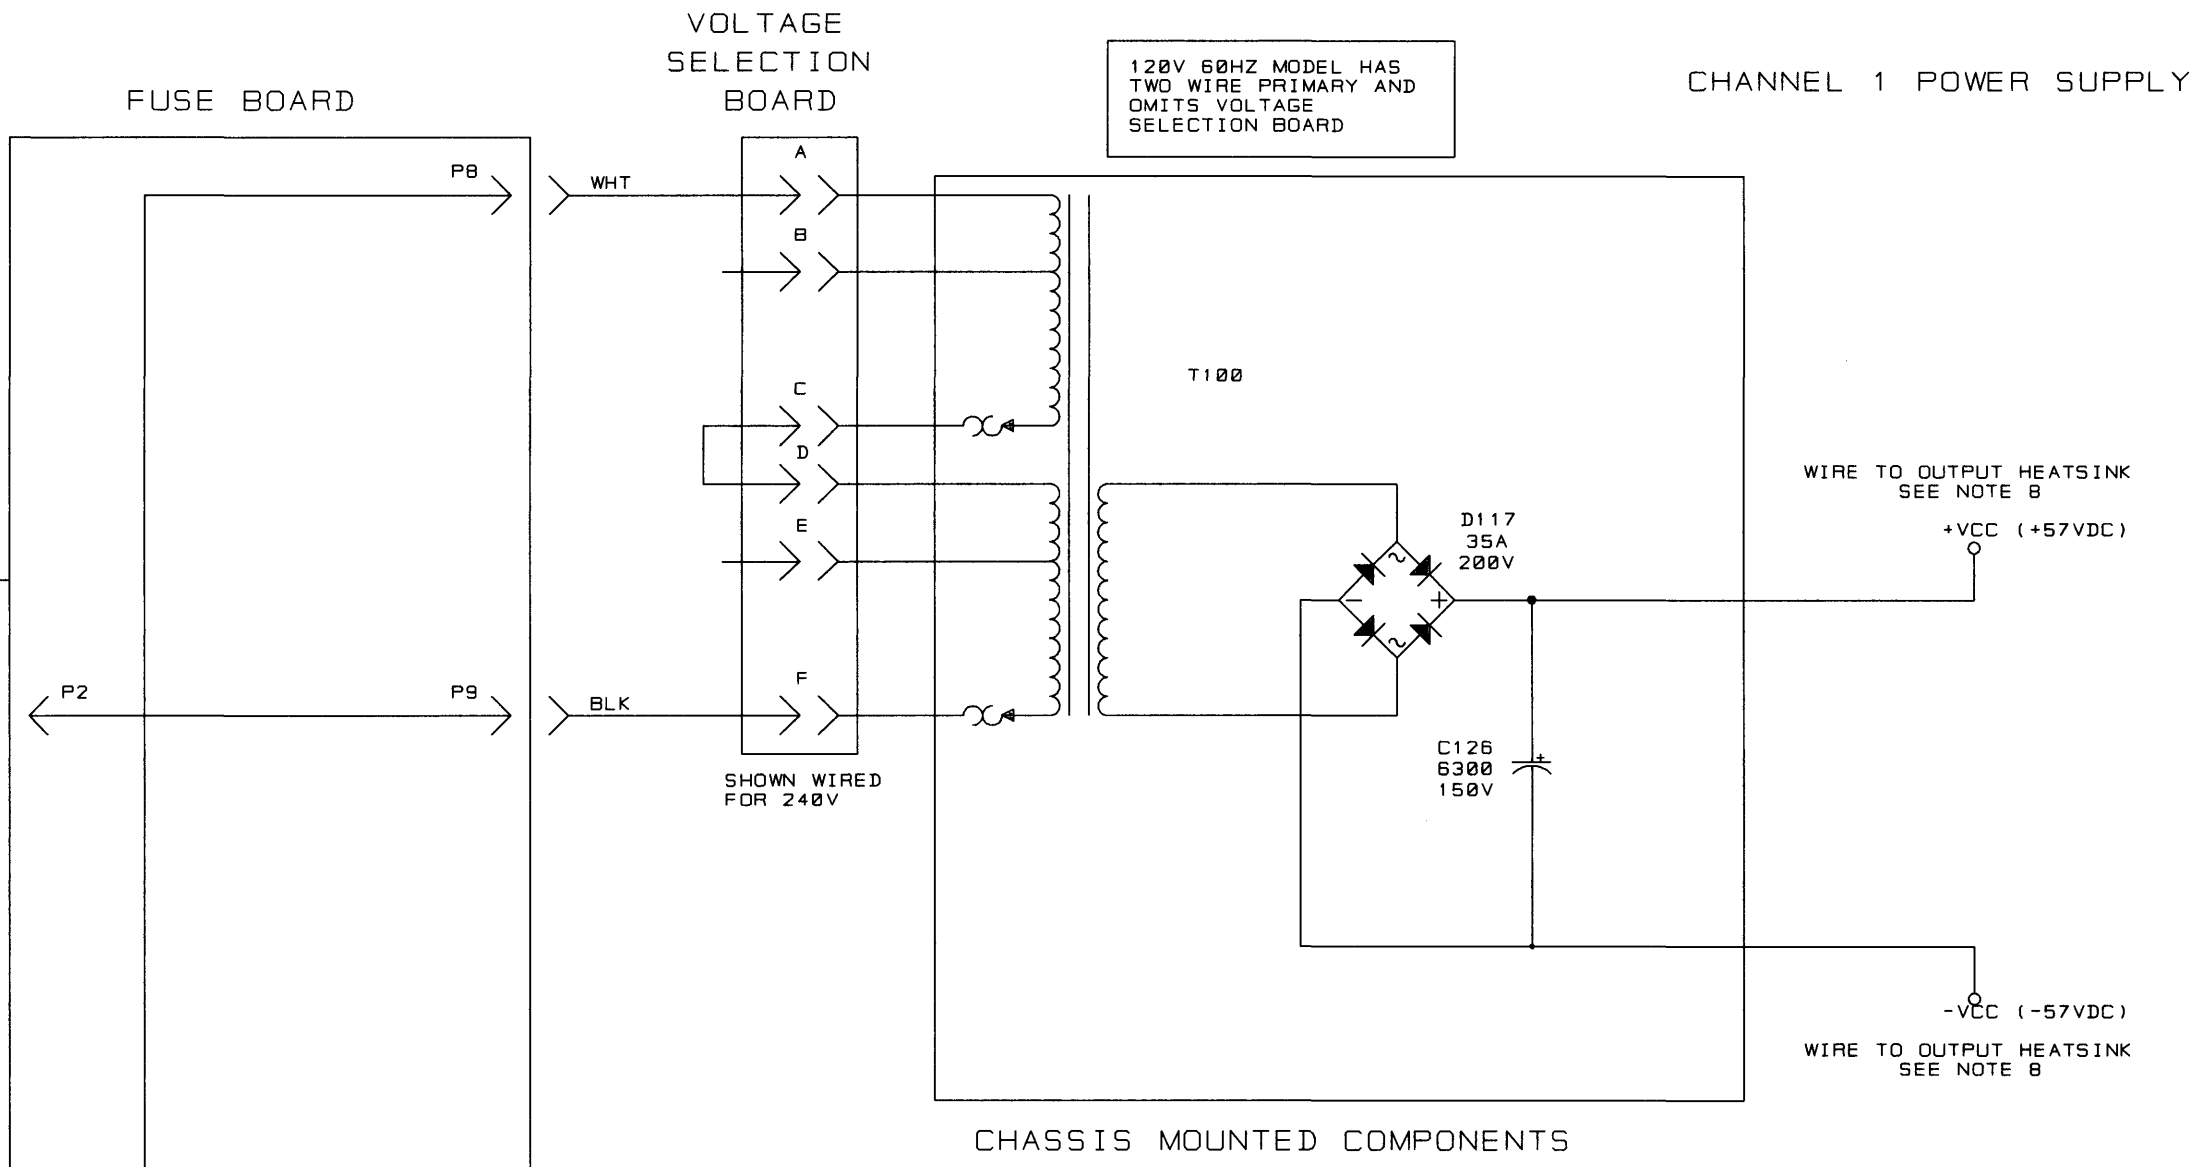 VOLTAGE
SELECTION
BOARD
FUSE BOARD
120V 60HZ MODEL HAS
TWO WIRE PRIMARY AND
OMITS VOLTAGE
SELECTION BOARD
CHANNEL 1 POWER SUPPLY
A
P8
WHT
B
T100
C
D
WIRE TO OUTPUT HEATSINK
SEE NOTE 8
E
D117
35A
200V
+VCC (+57VDC)
~
- +
~
P2
P9
BLK
F
SHOWN WIRED
FOR 240V
C126
6300
150V
+
-VCC (-57VDC)
WIRE TO OUTPUT HEATSINK
SEE NOTE 8
CHASSIS MOUNTED COMPONENTS